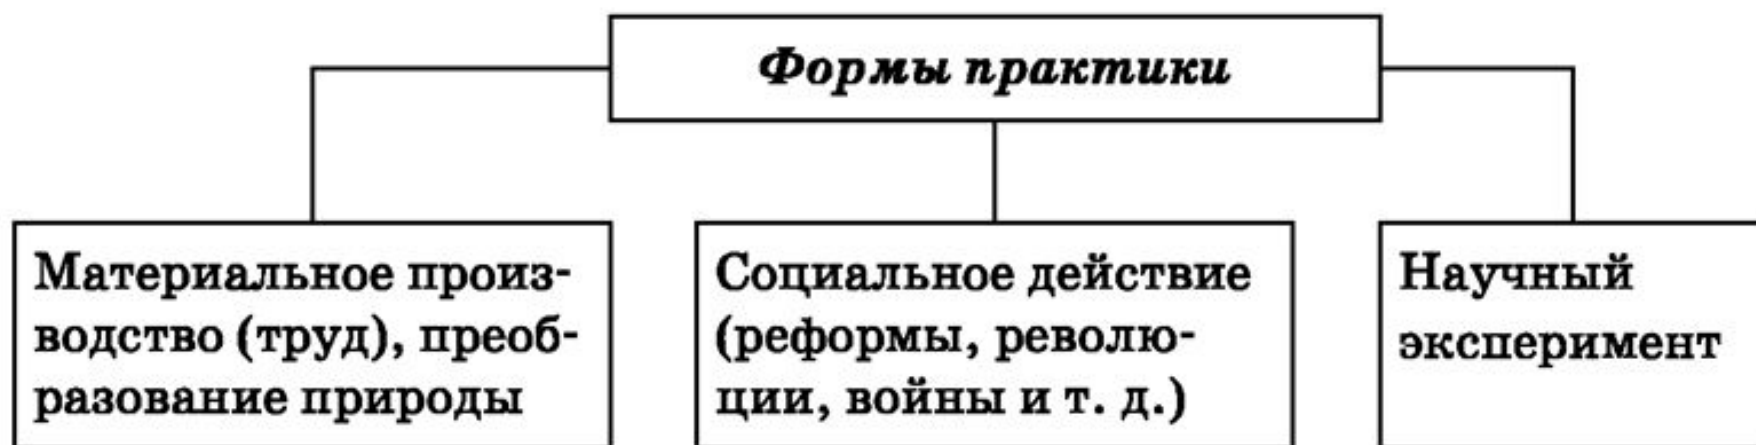 Формы практики
Материальное произ-
водство (труд), преоб-
разование природы
Социальное действие
(реформы, револю-
ции, войны и т. д.)
Научный
эксперимент